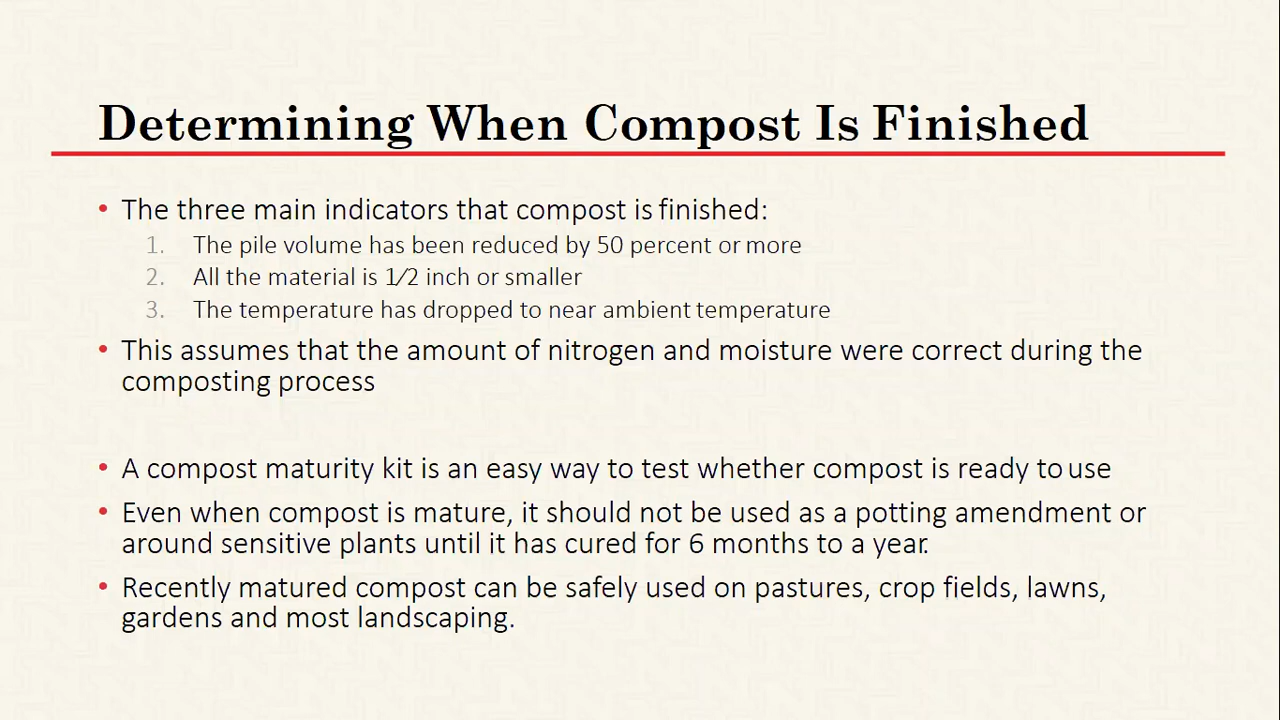 Determining When Compost Is Finished
• The three main indicators that compost is finished:
1. The pile volume has been reduced by 50 percent or more
2. All the material is 1⁄2 inch or smaller
3. The temperature has dropped to near ambient temperature
• This assumes that the amount of nitrogen and moisture were correct during the
composting process
• A compost maturity kit is an easy way to test whether compost is ready to use
• Even when compost is mature, it should not be used as a potting amendment or
around sensitive plants until it has cured for 6 months to a year.
• Recently matured compost can be safely used on pastures, crop fields, lawns,
gardens and most landscaping.